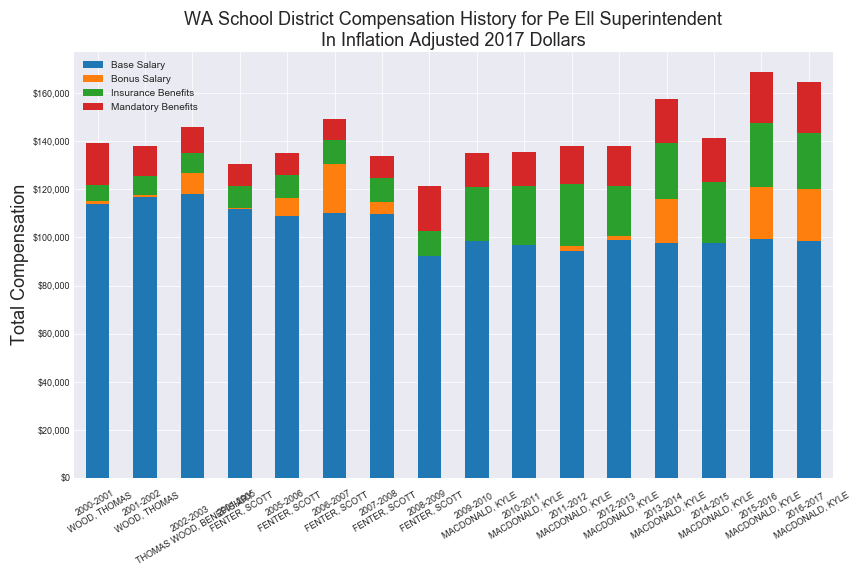 WA School District Compensation History for Pe Ell Superintendent
In Inflation Adjusted 2017 Dollars
Base Salary
Bonus Salary
Insurance Benefits
Mandatory Benefits
Total Compensation
$160,000
$140,000
$120,000
$100,000
$80,000
$60,000
$40,000
$20,000
$0
2000-2001
WOOD, THOMAS
2001-2002
WOOD, THOMAS
2002-2003
THOMAS WOOD,
FENTER, SCOTT
2005-2006
FENTER, SCOTT
2006-2007
FENTER, SCOTT
2007-2008
FENTER, SCOTT
2008-2009
FENTER, SCOTT
2009-2010
MACDONALD, KYLE
2010-2011
MACDONALD, KYLE
2011-2012
MACDONALD, KYLE
2012-2013
MACDONALD, KYLE
2013-2014
MACDONALD, KYLE
2014-2015
MACDONALD, KYLE
2015-2016
MACDONALD, KYLE
2016-2017
MACDONALD, KYLE